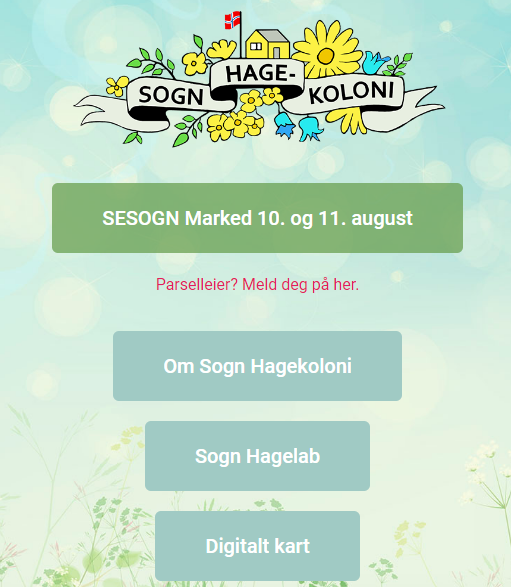 SOGN HAGE- KOLONI
SESOGN Marked 10. og 11. august
Parselleier? Meld deg på her.
Om Sogn Hagekoloni
Sogn Hagelab
Digitalt kart